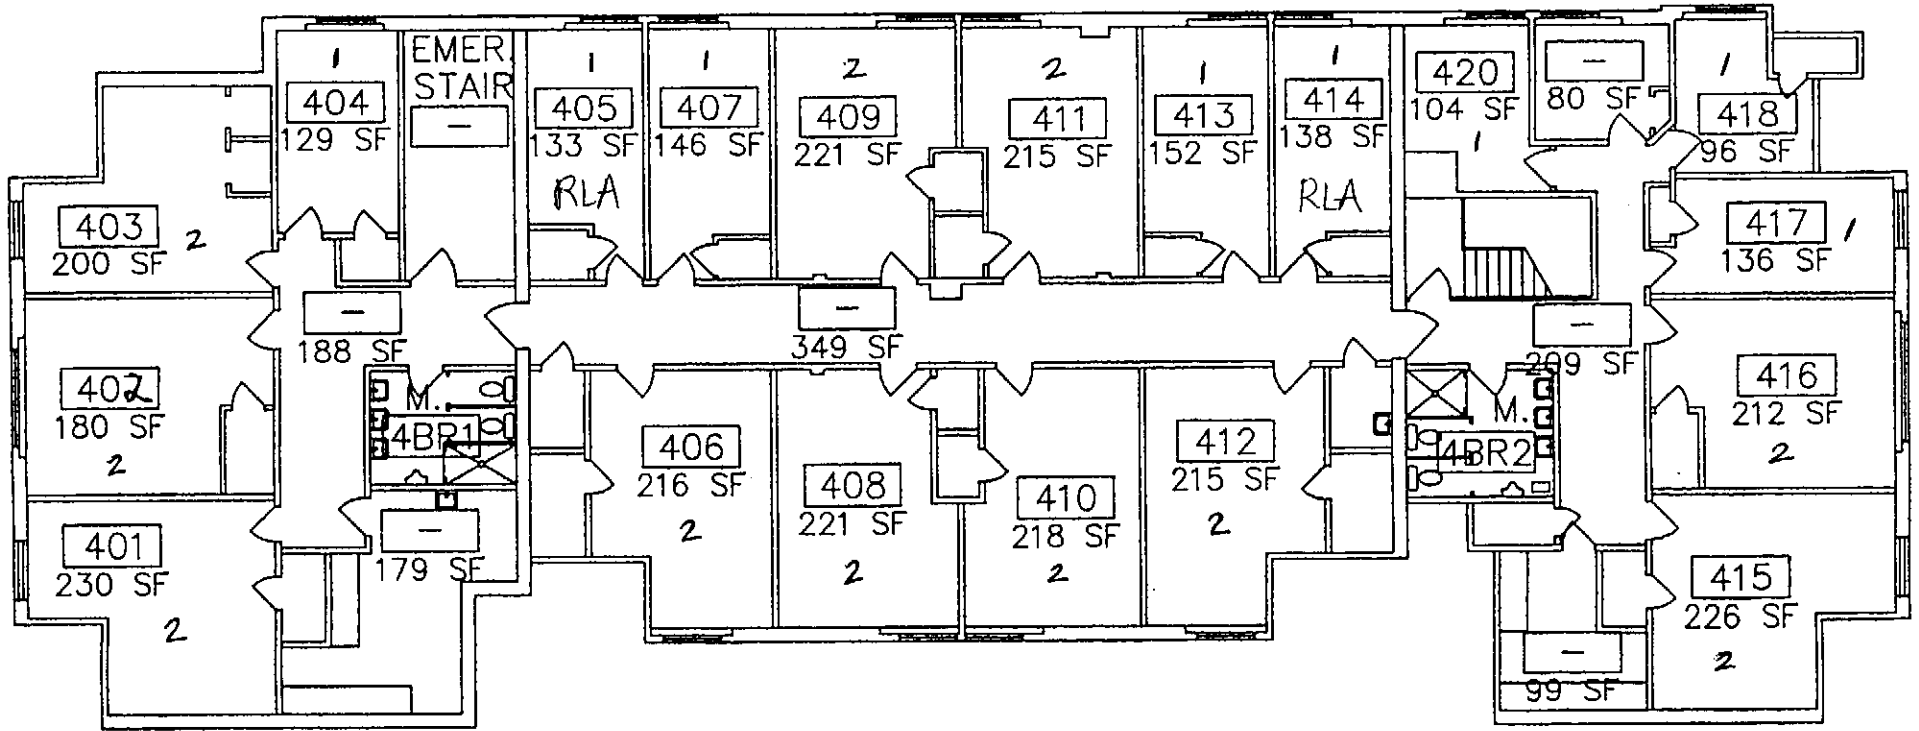 EMER.
STAIR
—
1
404
129 SF
1
405
133 SF
RLA
1
407
146 SF
2
409
221 SF
2
411
215 SF
1
413
152 SF
1
414
138 SF
RLA
420
104 SF
1
—
80 SF
1
418
96 SF
403
200 SF
2
417
136 SF
1
—
188 SF
—
349 SF
—
209 SF
402
180 SF
2
M.
4BR1
406
216 SF
2
408
221 SF
2
410
218 SF
2
412
215 SF
2
M.
4BR2
416
212 SF
2
401
230 SF
2
—
179 SF
415
226 SF
2
—
99 SF